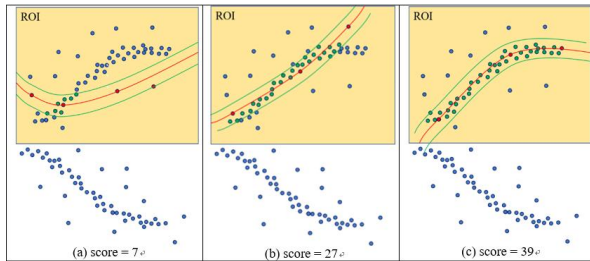 ROI
ROI
ROI
(a) score = 7
(b) score = 27
(c) score = 39